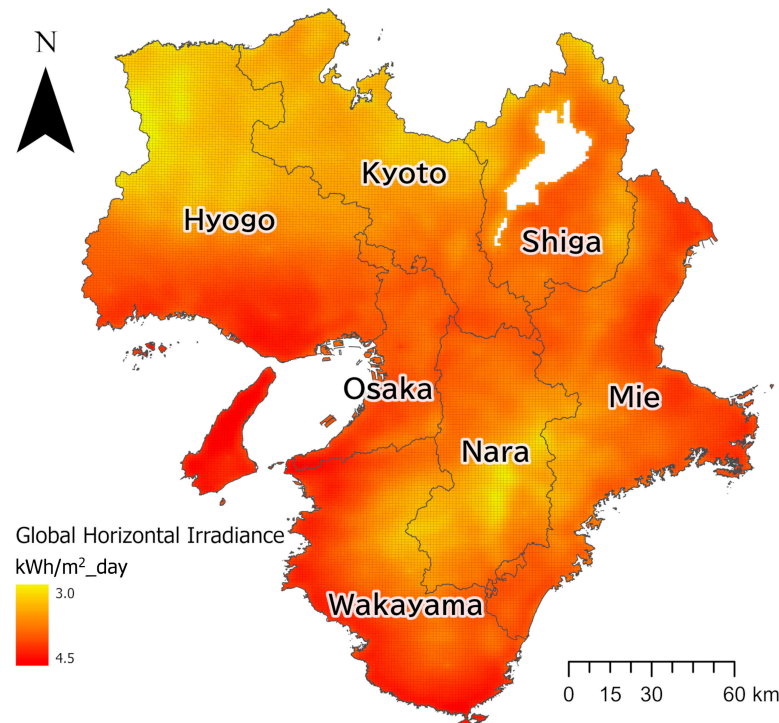 N
Kyoto
Hyogo
Shiga
Osaka
Mie
Nara
Global Horizontal Irradiance
kWh/m²_day
3.0
4.5
Wakayama
0 15 30 60 km